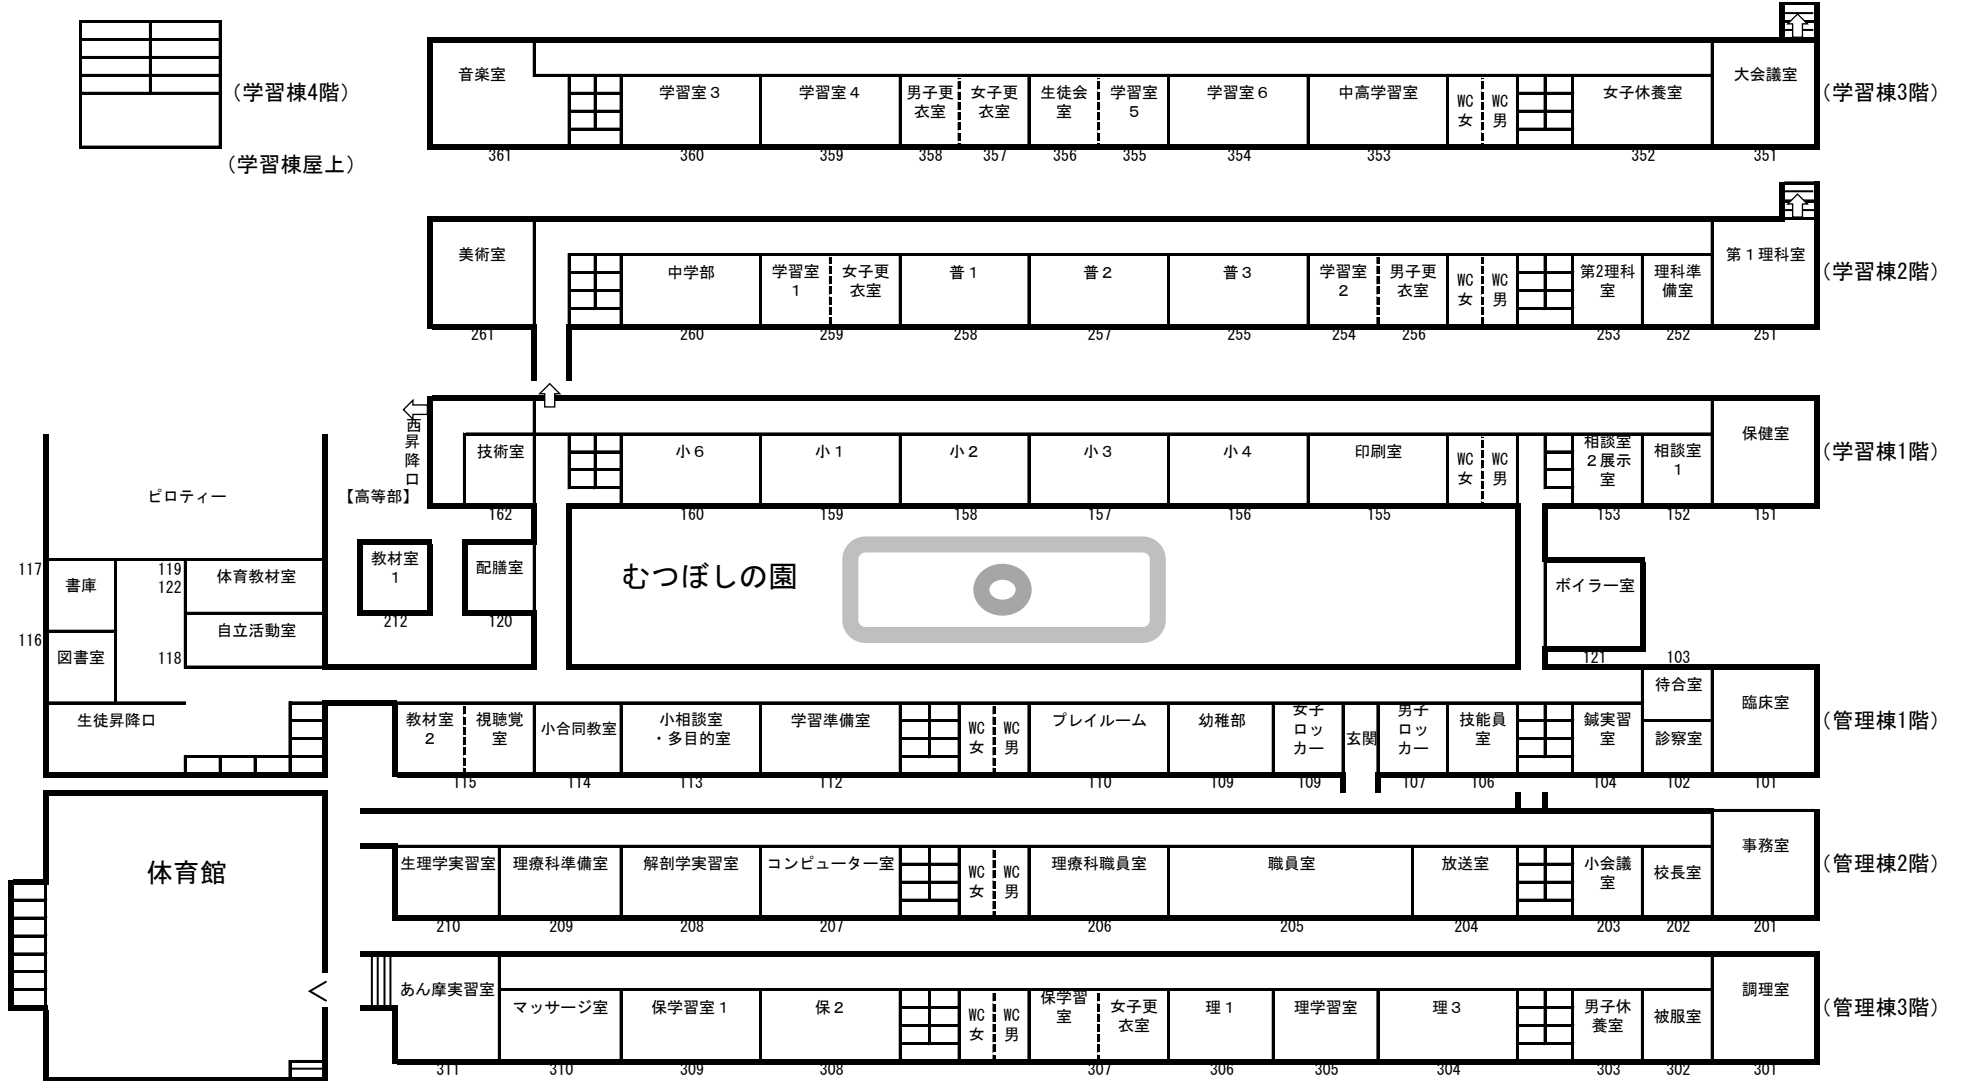 (学習棟4階)
(学習棟屋上)
音楽室
学習室３
学習室４
男子更
衣室
女子更
衣室
生徒会
室
学習室
５
学習室６
中高学習室
WC
女
WC
男
女子休養室
大会議室
(学習棟3階)
361
360
359
358
357
356
355
354
353
352
351
美術室
中学部
学習室
１
女子更
衣室
普１
普２
普３
学習室
２
男子更
衣室
WC
女
WC
男
第2理科
室
理科準
備室
第１理科室
(学習棟2階)
261
260
259
258
257
255
254
256
253
252
251
西
昇
降
口
技術室
小６
小１
小２
小３
小４
印刷室
WC
女
WC
男
相談室
２展示
室
相談室
１
保健室
(学習棟1階)
162
160
159
158
157
156
155
153
152
151
ピロティー
【高等部】
117
書庫
119
122
体育教材室
教材室
１
配膳室
むつぼしの園
ボイラー室
212
120
116
図書室
118
自立活動室
121
103
生徒昇降口
教材室
２
視聴覚
室
小合同教室
小相談室
・多目的室
学習準備室
WC
女
WC
男
プレイルーム
幼稚部
女子
ロッ
カー
玄関
男子
ロッ
カー
技能員
室
鍼実習
室
待合室
診察室
臨床室
(管理棟1階)
115
114
113
112
110
109
109
107
106
104
102
101
体育館
生理学実習室
理療科準備室
解剖学実習室
コンピューター室
WC
女
WC
男
理療科職員室
職員室
放送室
小会議
室
校長室
事務室
(管理棟2階)
210
209
208
207
206
205
204
203
202
201
あん摩実習室
マッサージ室
保学習室１
保２
WC
女
WC
男
保学習
室
女子更
衣室
理１
理学習室
理３
男子休
養室
被服室
調理室
(管理棟3階)
311
310
309
308
307
306
305
304
303
302
301